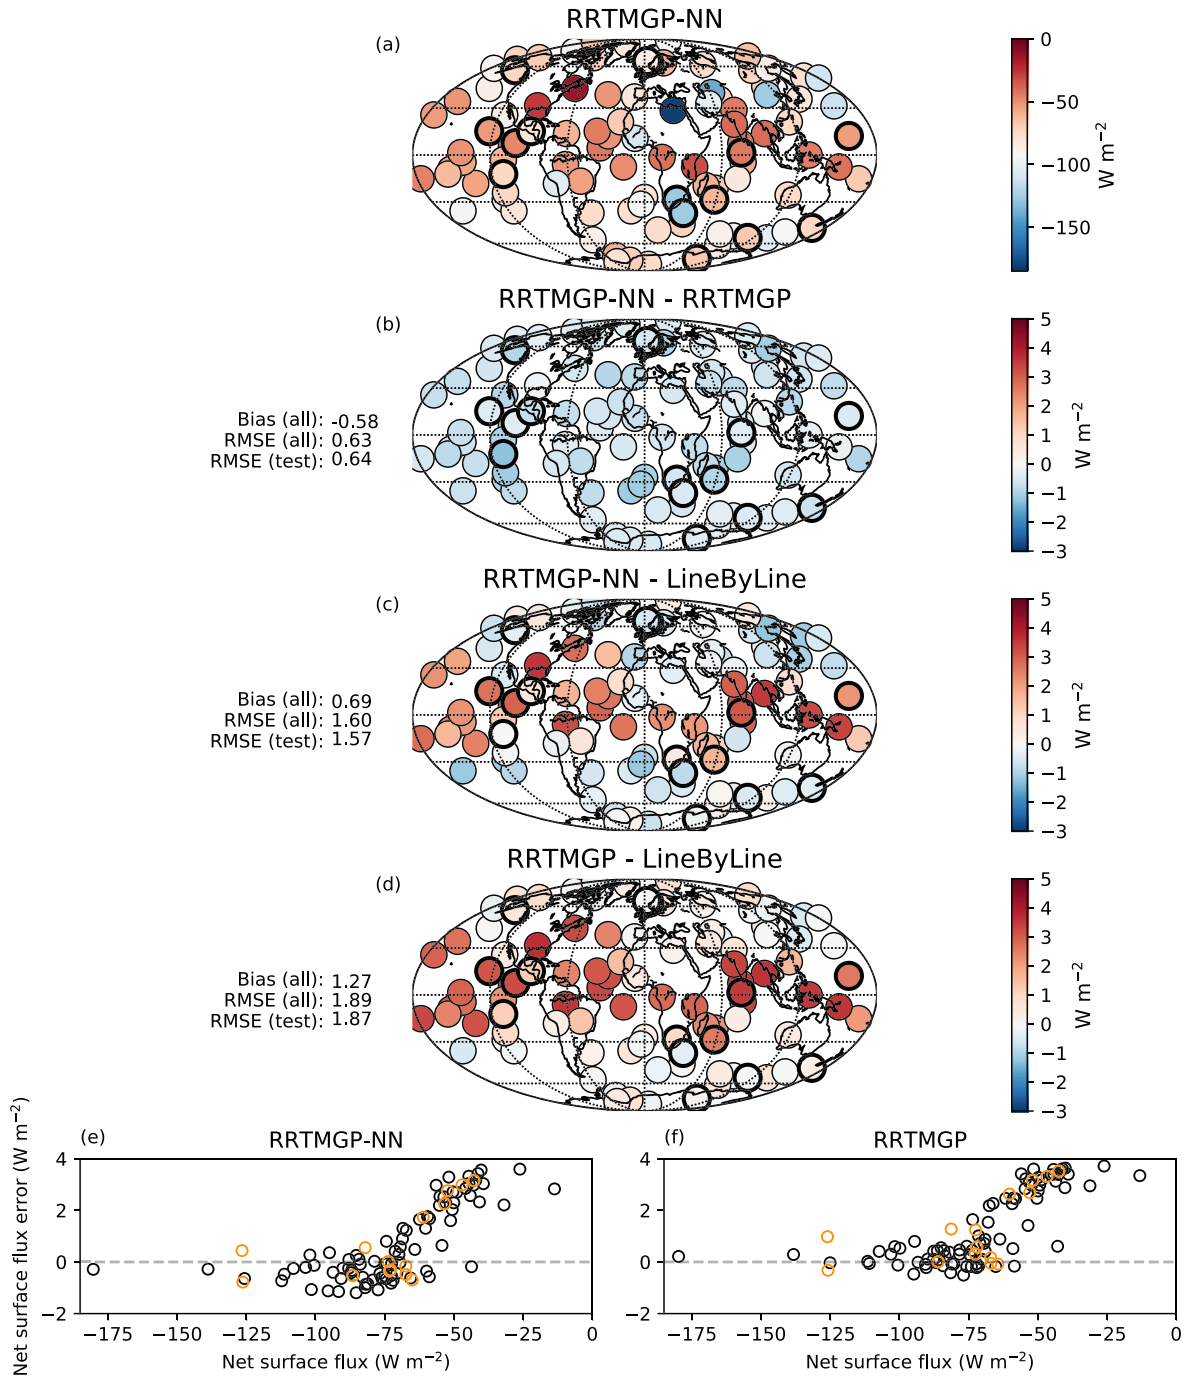 RRTMGP-NN
(a)
0
−50
−100
−150
W m−2
RRTMGP-NN - RRTMGP
(b)
Bias (all): -0.58
RMSE (all): 0.63
RMSE (test): 0.64
5
4
3
2
1
0
−1
−2
−3
W m−2
RRTMGP-NN - LineByLine
(c)
Bias (all): 0.69
RMSE (all): 1.60
RMSE (test): 1.57
5
4
3
2
1
0
−1
−2
−3
W m−2
RRTMGP - LineByLine
(d)
Bias (all): 1.27
RMSE (all): 1.89
RMSE (test): 1.87
5
4
3
2
1
0
−1
−2
−3
W m−2
(e) RRTMGP-NN
Net surface flux error (W m−2)
4
2
0
−2
−175 −150 −125 −100 −75 −50 −25 0
Net surface flux (W m−2)
(f) RRTMGP
4
2
0
−2
−175 −150 −125 −100 −75 −50 −25 0
Net surface flux (W m−2)